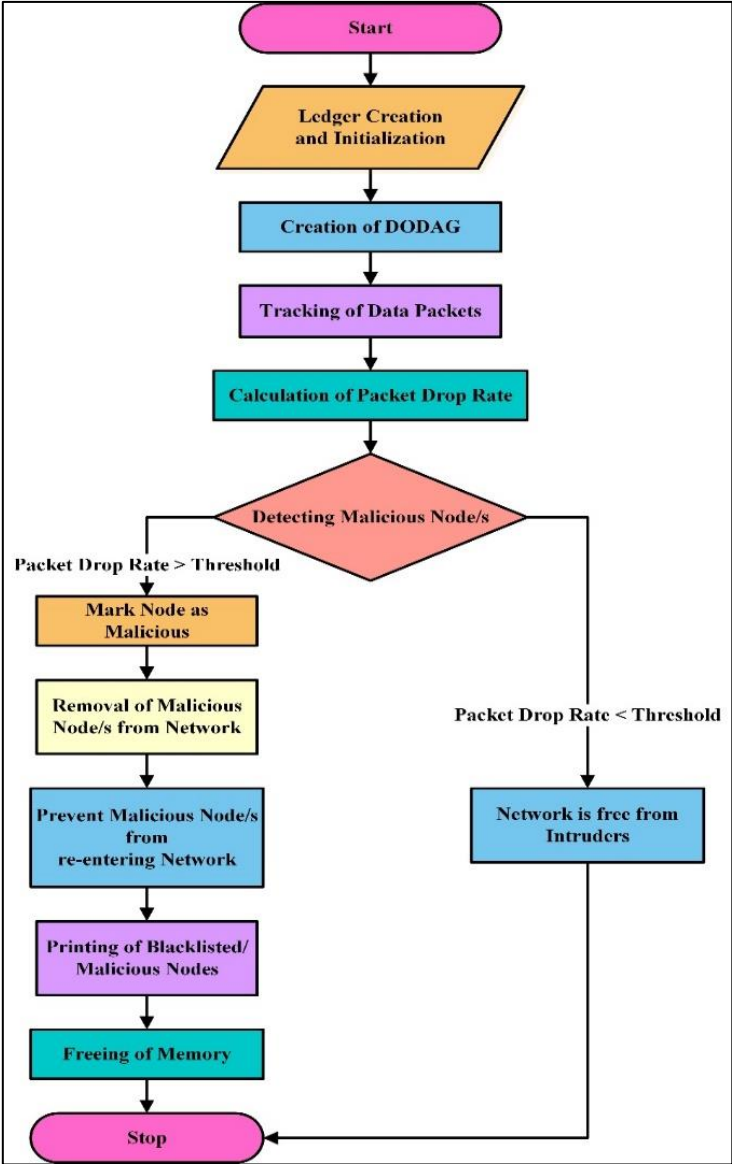 Start
Ledger Creation
and Initialization
Creation of DODAG
Tracking of Data Packets
Calculation of Packet Drop Rate
Detecting Malicious Node/s
Packet Drop Rate > Threshold
Mark Node as
Malicious
Removal of Malicious
Node/s from Network
Prevent Malicious Node/s
from
re-entering Network
Printing of Blacklisted/
Malicious Nodes
Freeing of Memory
Packet Drop Rate < Threshold
Network is free from
Intruders
Stop